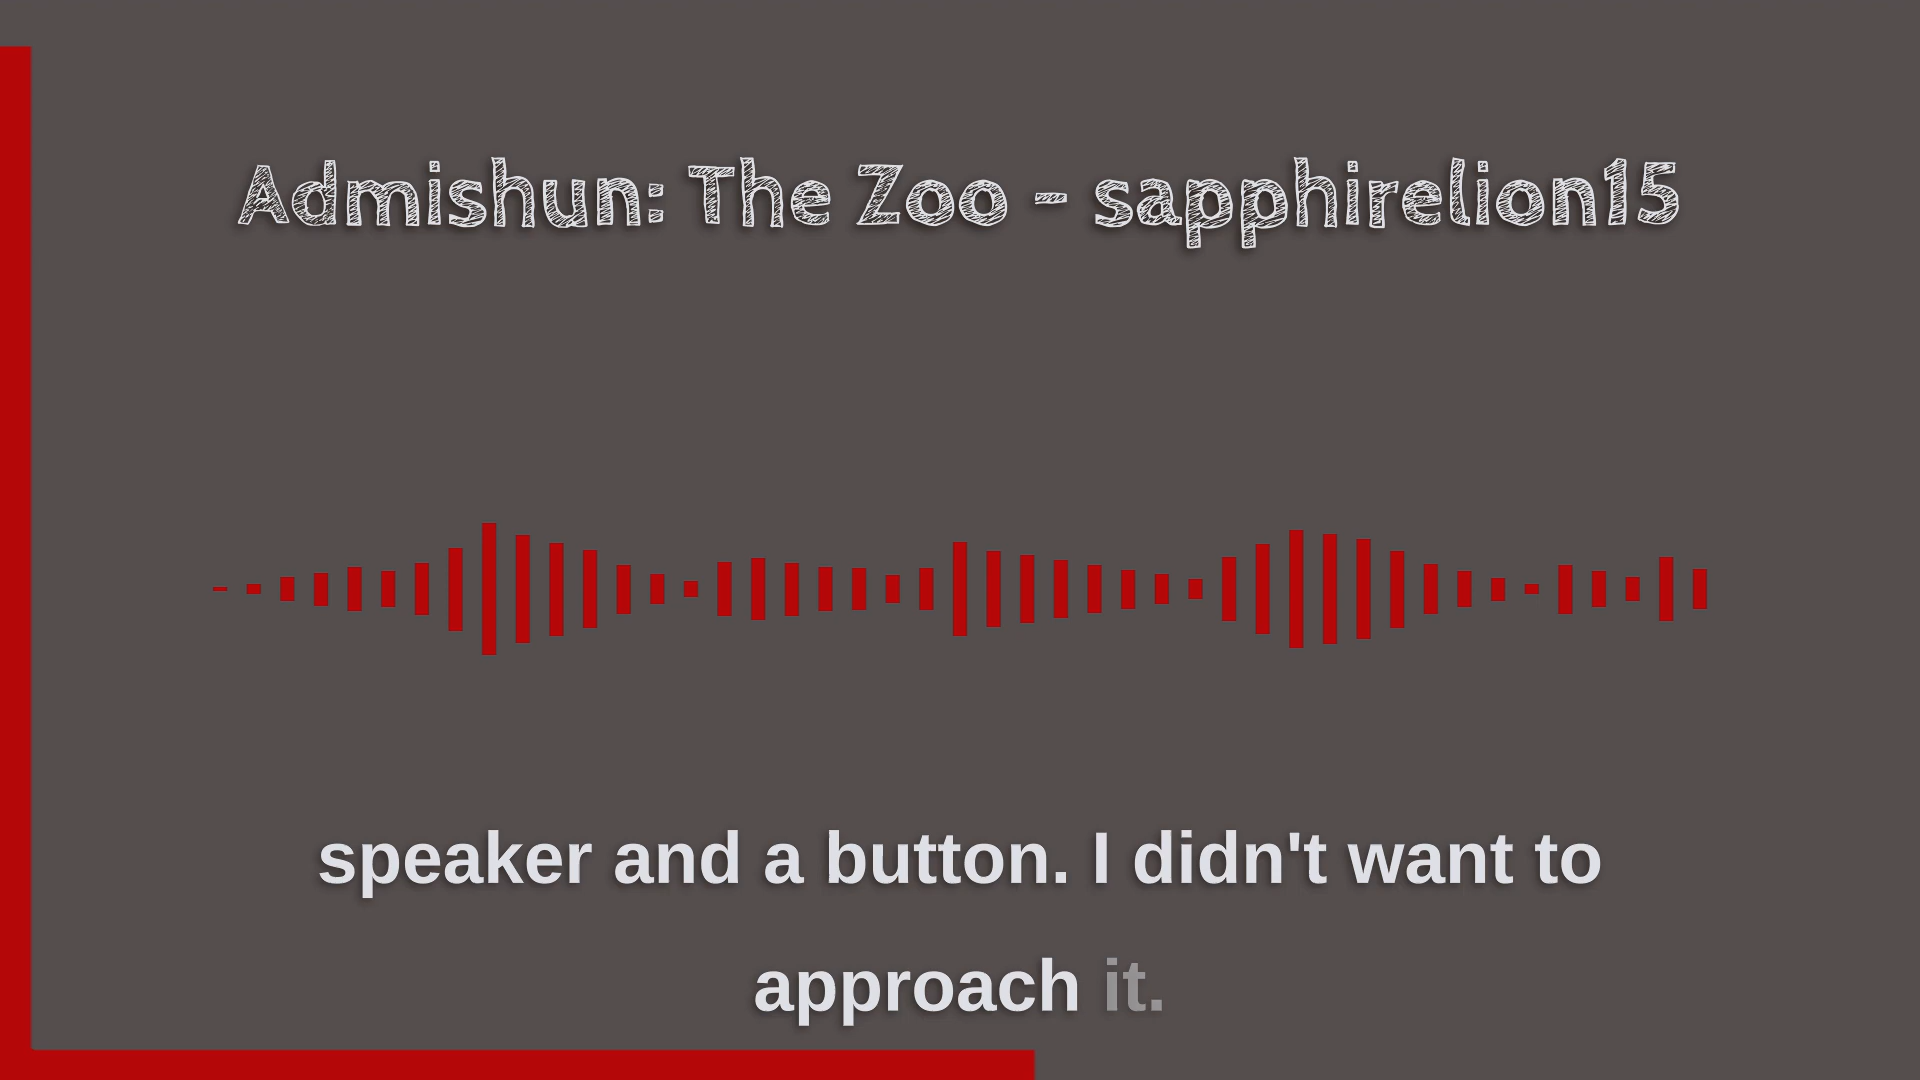 Admishun: The Zoo - sapphirelion15
speaker and a button. I didn't want to
approach it.